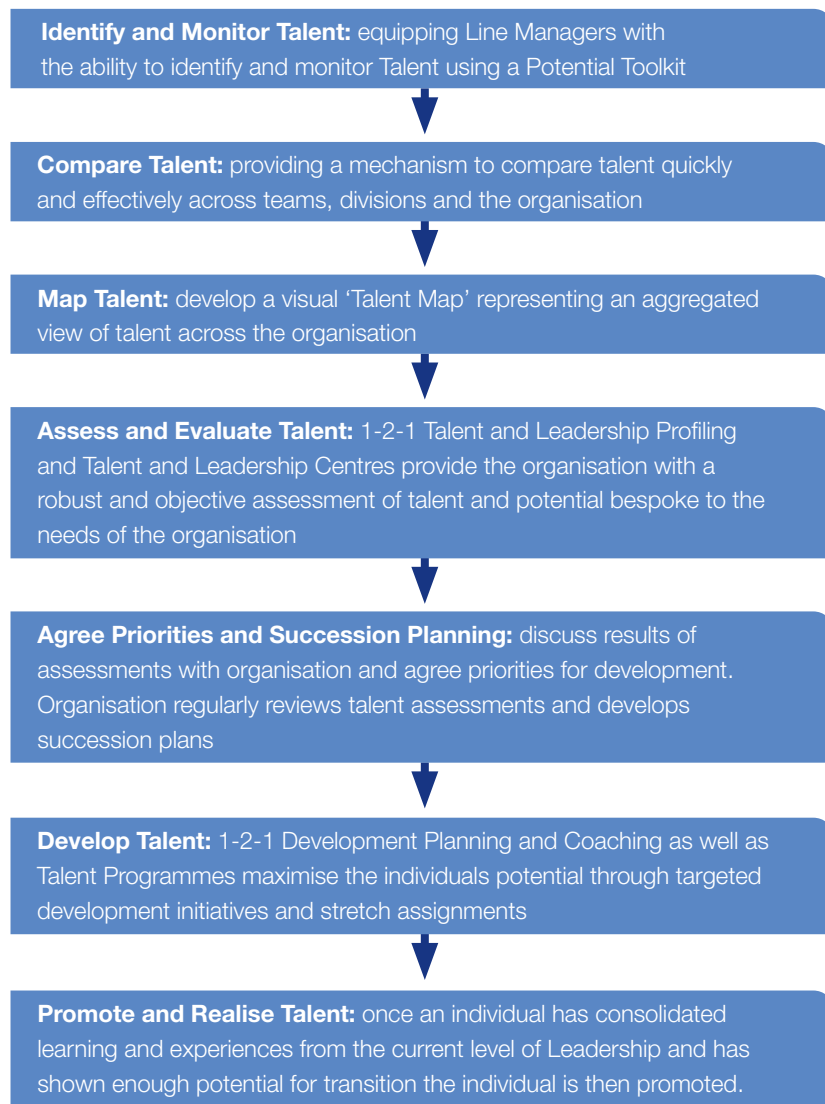 Identify and Monitor Talent: equipping Line Managers with
the ability to identify and monitor Talent using a Potential Toolkit
Compare Talent: providing a mechanism to compare talent quickly
and effectively across teams, divisions and the organisation
Map Talent: develop a visual ‘Talent Map’ representing an aggregated
view of talent across the organisation
Assess and Evaluate Talent: 1-2-1 Talent and Leadership Profiling
and Talent and Leadership Centres provide the organisation with a
robust and objective assessment of talent and potential bespoke to the
needs of the organisation
Agree Priorities and Succession Planning: discuss results of
assessments with organisation and agree priorities for development.
Organisation regularly reviews talent assessments and develops
succession plans
Develop Talent: 1-2-1 Development Planning and Coaching as well as
Talent Programmes maximise the individuals potential through targeted
development initiatives and stretch assignments
Promote and Realise Talent: once an individual has consolidated
learning and experiences from the current level of Leadership and has
shown enough potential for transition the individual is then promoted.